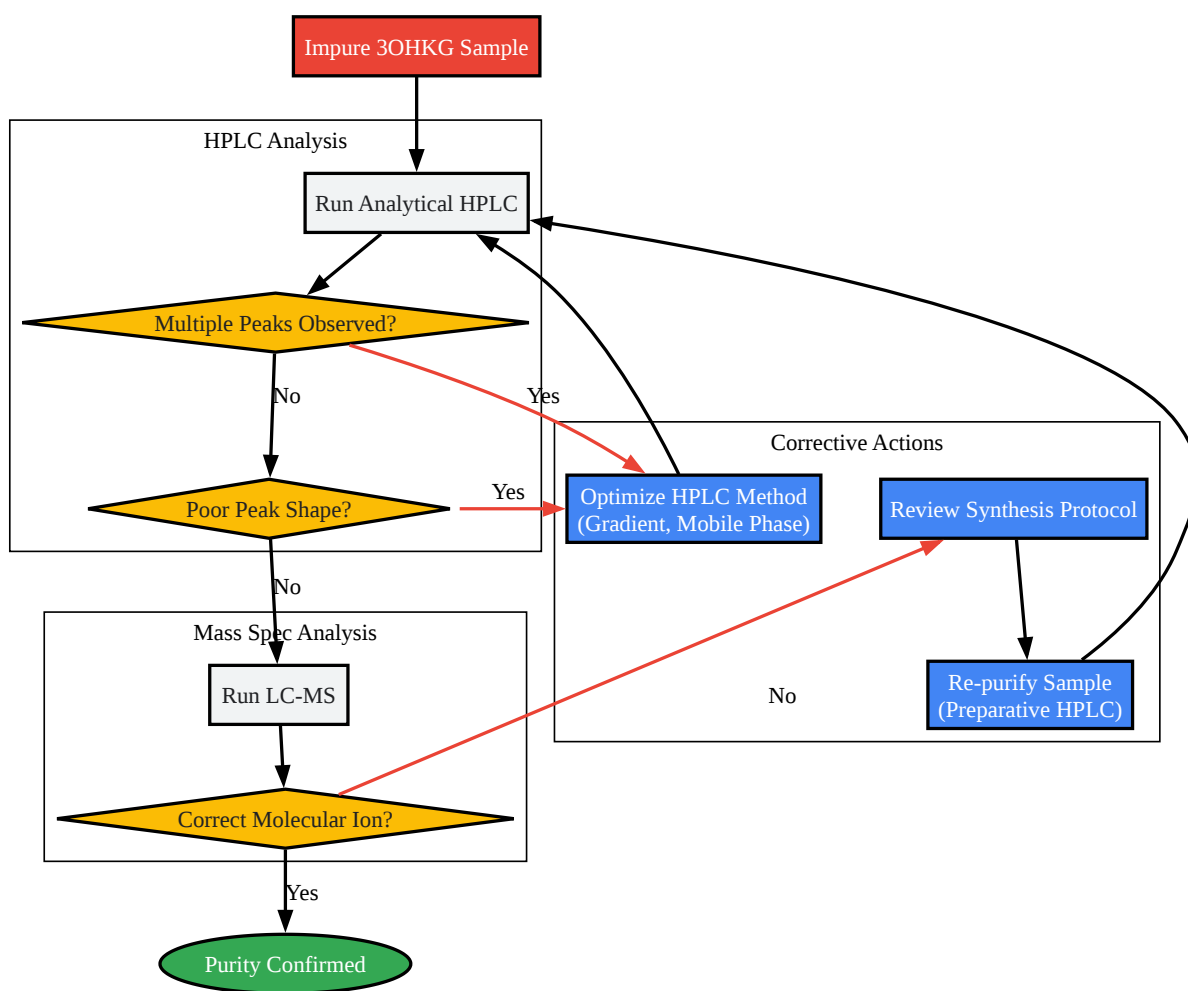 Impure 3OHKG Sample
HPLC Analysis
Run Analytical HPLC
Multiple Peaks Observed?
No
Yes
Corrective Actions
Poor Peak Shape?
Yes
Optimize HPLC Method
(Gradient, Mobile Phase)
Review Synthesis Protocol
No
Mass Spec Analysis
Run LC-MS
No
Re-purify Sample
(Preparative HPLC)
Correct Molecular Ion?
Yes
Purity Confirmed